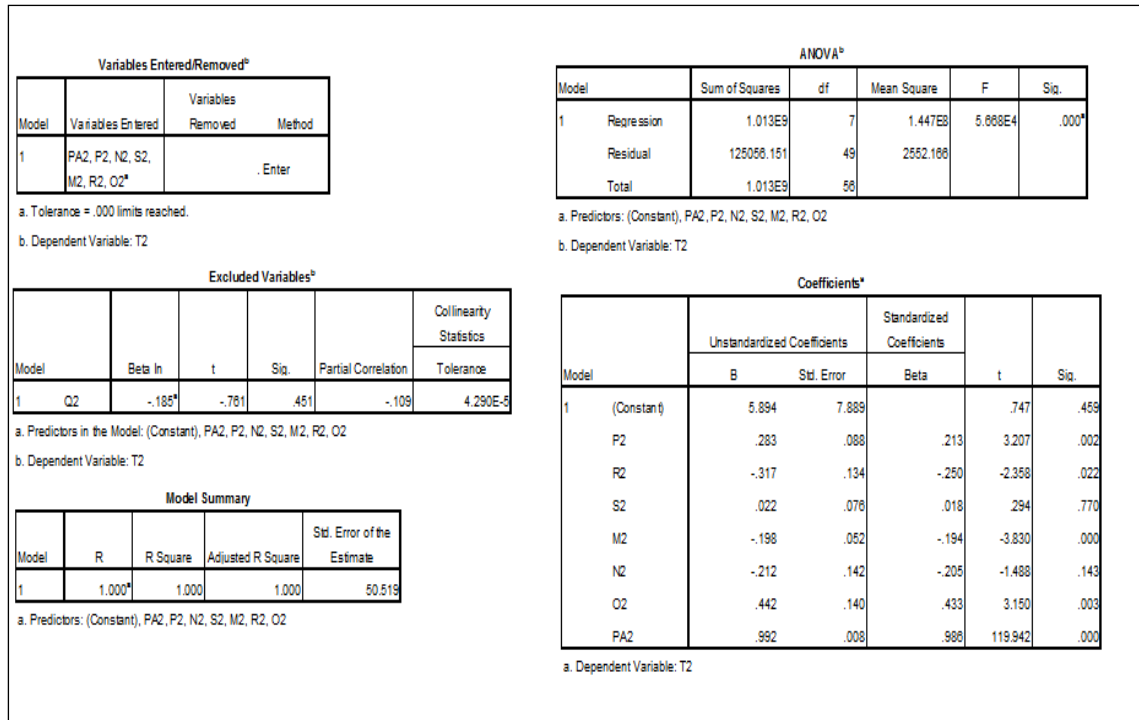 Variables Entered/Removedb
Model Variables Entered Variables Removed Method
1 PA2, P2, N2, S2, M2, R2, O2a . Enter
a. Tolerance = .000 limits reached.
b. Dependent Variable: T2
Excluded Variablesb
Collinearity Statistics
Model Beta In t Sig. Partial Correlation Tolerance
1 Q2 -.185a -.761 .451 -.109 4.290E-5
a. Predictors in the Model: (Constant), PA2, P2, N2, S2, M2, R2, O2
b. Dependent Variable: T2
Model Summary
Model R R Square Adjusted R Square Std. Error of the Estimate
1 1.000a 1.000 1.000 50.519
a. Predictors: (Constant), PA2, P2, N2, S2, M2, R2, O2
ANOVAb
Model Sum of Squares df Mean Square F Sig.
1 Regression 1.013E9 7 1.447E8 5.668E4 .000a
Residual 125056.151 49 2552.166
Total 1.013E9 56
a. Predictors: (Constant), PA2, P2, N2, S2, M2, R2, O2
b. Dependent Variable: T2
Coefficientsa
Unstandardized Coefficients Standardized Coefficients
Model B Std. Error Beta t Sig.
1 (Constant) 5.894 7.889 .747 .459
P2 .283 .088 .213 3.207 .002
R2 -.317 .134 -.250 -2.358 .022
S2 .022 .076 .018 .294 .770
M2 -.198 .052 -.194 -3.830 .000
N2 -.212 .142 -.205 -1.488 .143
O2 .442 .140 .433 3.150 .003
PA2 .992 .008 .986 119.942 .000
a. Dependent Variable: T2